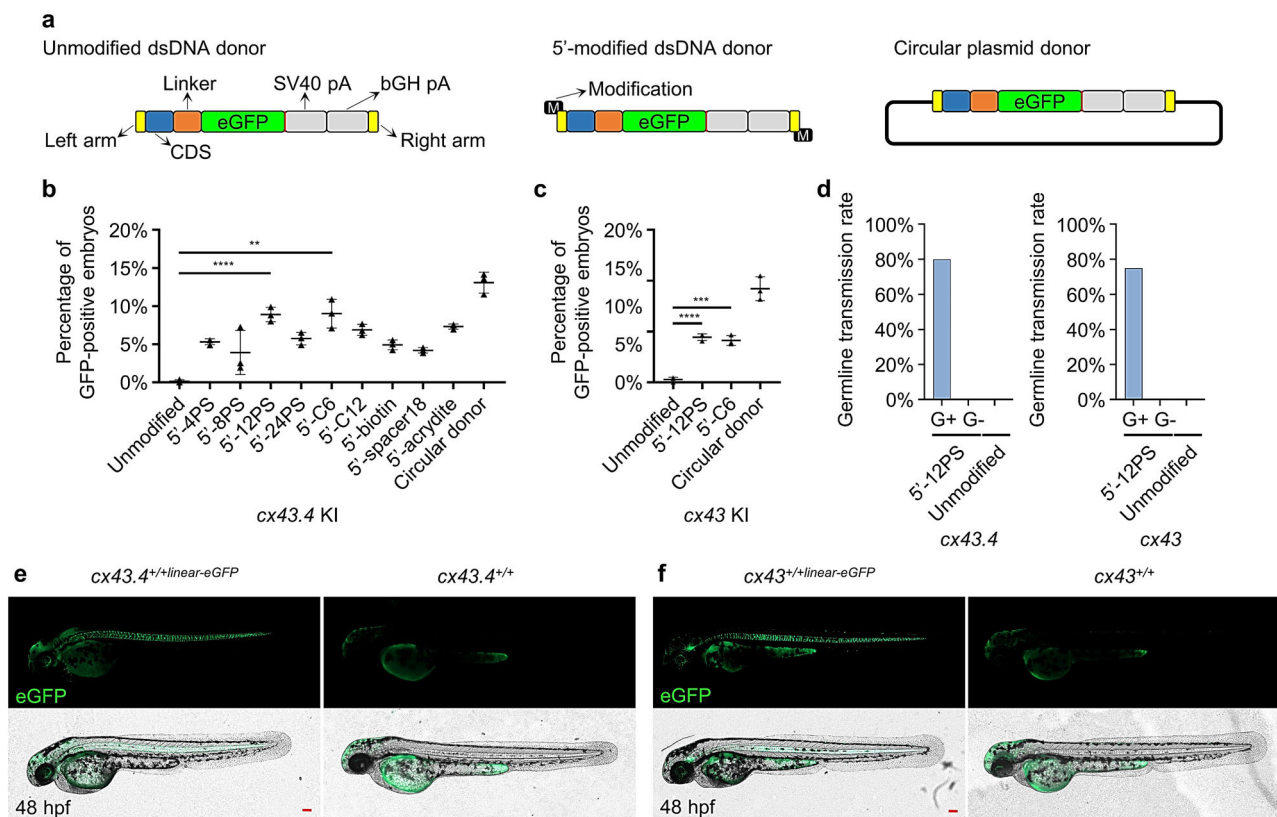 a
Unmodified dsDNA donor
Linker
SV40 pA
bGH pA
eGFP
Left arm
CDS
Right arm
5’-modified dsDNA donor
Modification
M
eGFP
M
Circular plasmid donor
eGFP
b
Percentage of
GFP-positive embryos
20%
15%
10%
5%
0%
**
****
Unmodified
5’-4PS
5’-8PS
5’-12PS
5’-24PS
5’-C6
5’-C12
5’-biotin
5’-spacer18
5’-acrydite
Circular donor
cx43.4 KI
c
Percentage of
GFP-positive embryos
20%
15%
10%
5%
0%
***
****
Unmodified
5’-12PS
5’-C6
Circular donor
cx43 KI
d
Germline transmission rate
100%
80%
60%
40%
20%
0%
G+ G-
5’-12PS
Unmodified
cx43.4
Germline transmission rate
100%
80%
60%
40%
20%
0%
G+ G-
5’-12PS
Unmodified
cx43
e
cx43.4+/+linear-eGFP
cx43.4+/+
eGFP
48 hpf
f
cx43+/+linear-eGFP
cx43+/+
eGFP
48 hpf